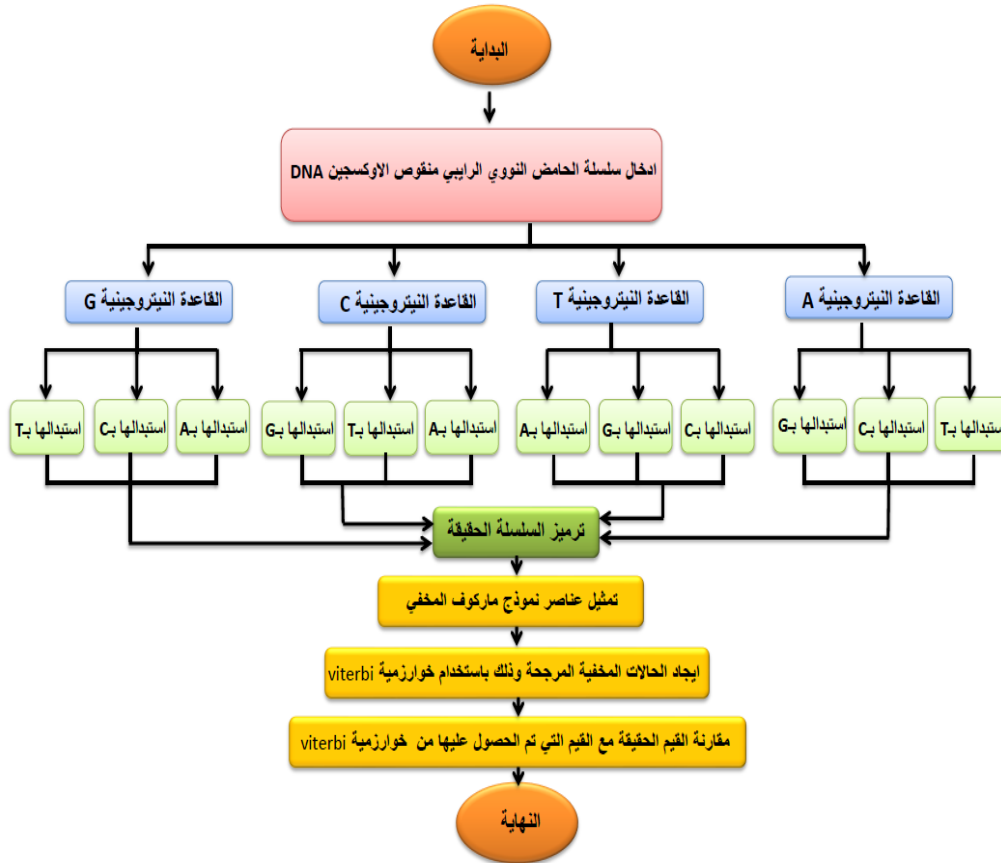 البداية
ادخال سلسلة الحامض النووي الرايبي منقوص الاوكسجين DNA
القاعدة النيتروجينية A
القاعدة النيتروجينية T
القاعدة النيتروجينية C
القاعدة النيتروجينية G
استبدالها بـT
استبدالها بـC
استبدالها بـG
استبدالها بـC
استبدالها بـG
استبدالها بـA
استبدالها بـA
استبدالها بـT
استبدالها بـG
استبدالها بـA
استبدالها بـC
استبدالها بـT
ترميز السلسلة الحقيقة
تمثيل عناصر نموذج ماركوف المخفي
ايجاد الحالات المخفية المرجحة وذلك باستخدام خوارزمية viterbi
مقارنة القيم الحقيقة مع القيم التي تم الحصول عليها من خوارزمية viterbi
النهاية